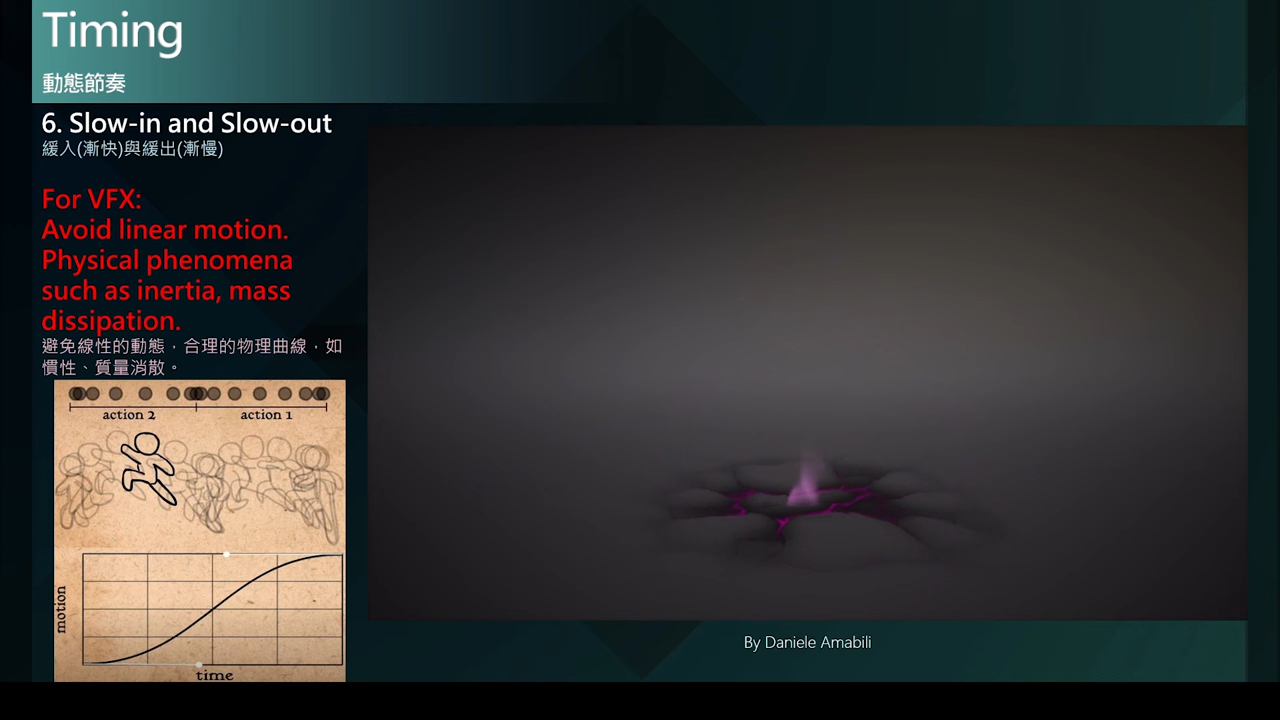 Timing
動態節奏
6. Slow-in and Slow-out
緩入(漸快)與緩出(漸慢)
For VFX:
Avoid linear motion.
Physical phenomena
such as inertia, mass
dissipation.
避免線性的動態，合理的物理曲線，如
慣性、質量消散。
action 2
action 1
motion
time
By Daniele Amabili